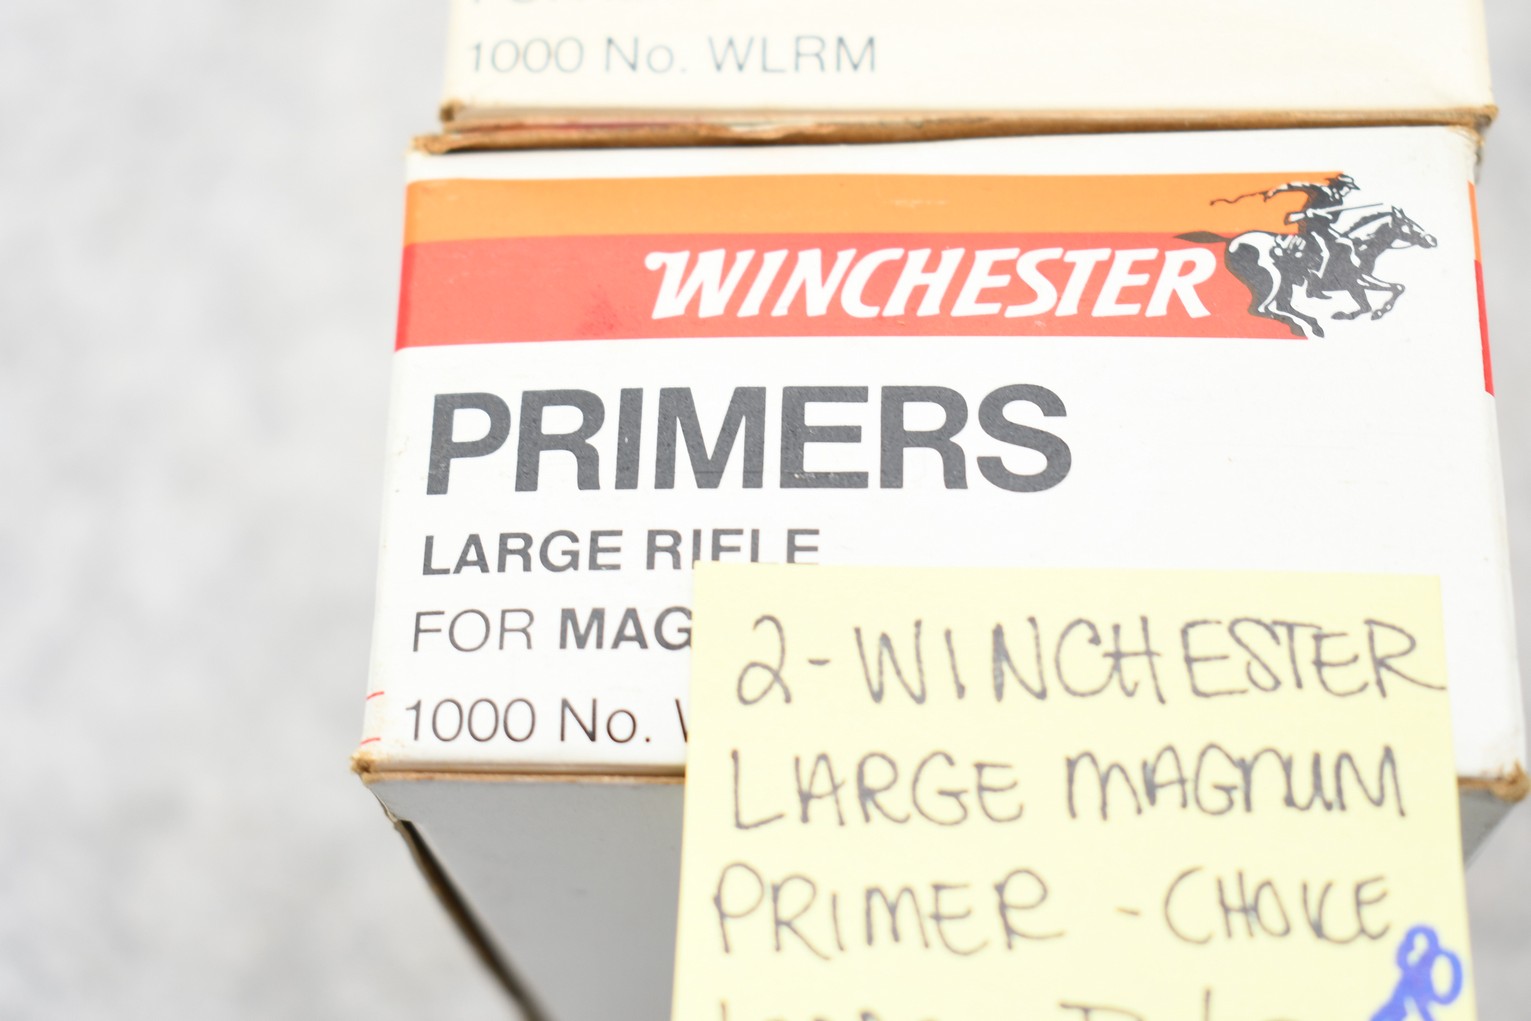 1000 No. WLRM
WINCHESTER
PRIMERS
LARGE RIFLE
FOR MAG
1000 No.
2-WINCHESTER
LARGE MAGNUM
PRIMER - CHOICE